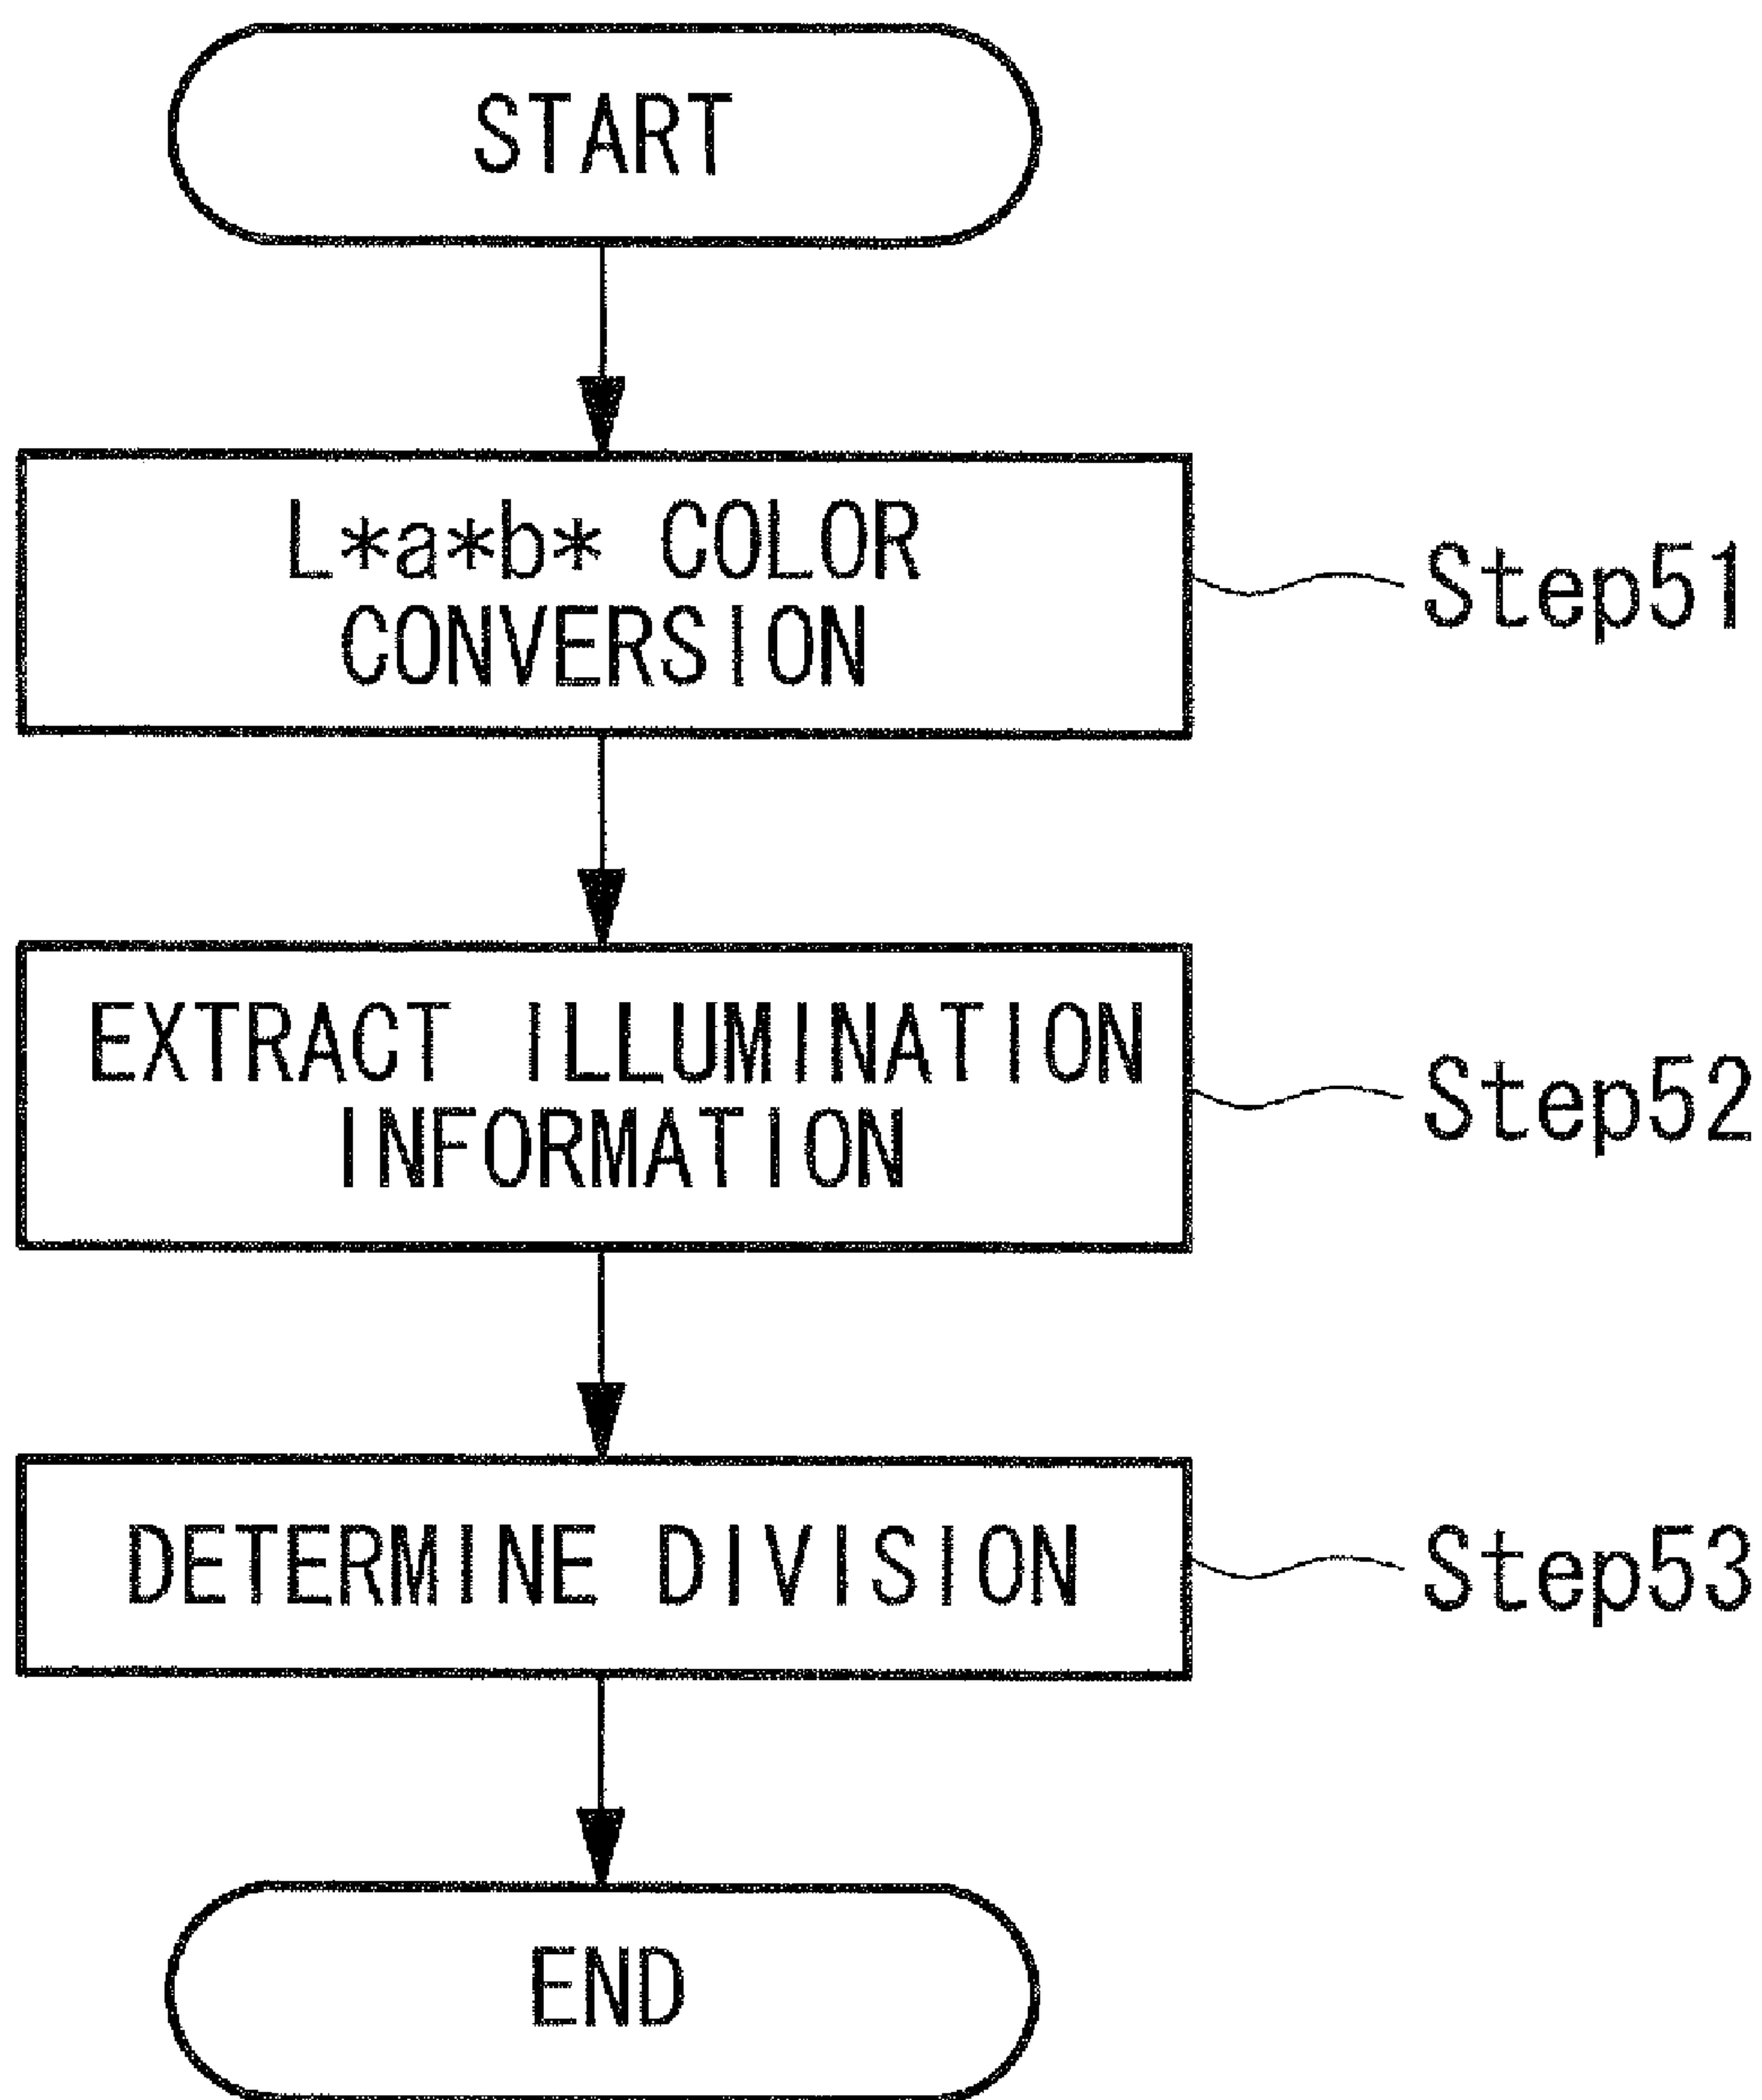 START
L*a*b* COLOR
CONVERSION
Step51
EXTRACT ILLUMINATION
INFORMATION
Step52
DETERMINE DIVISION
Step53
END